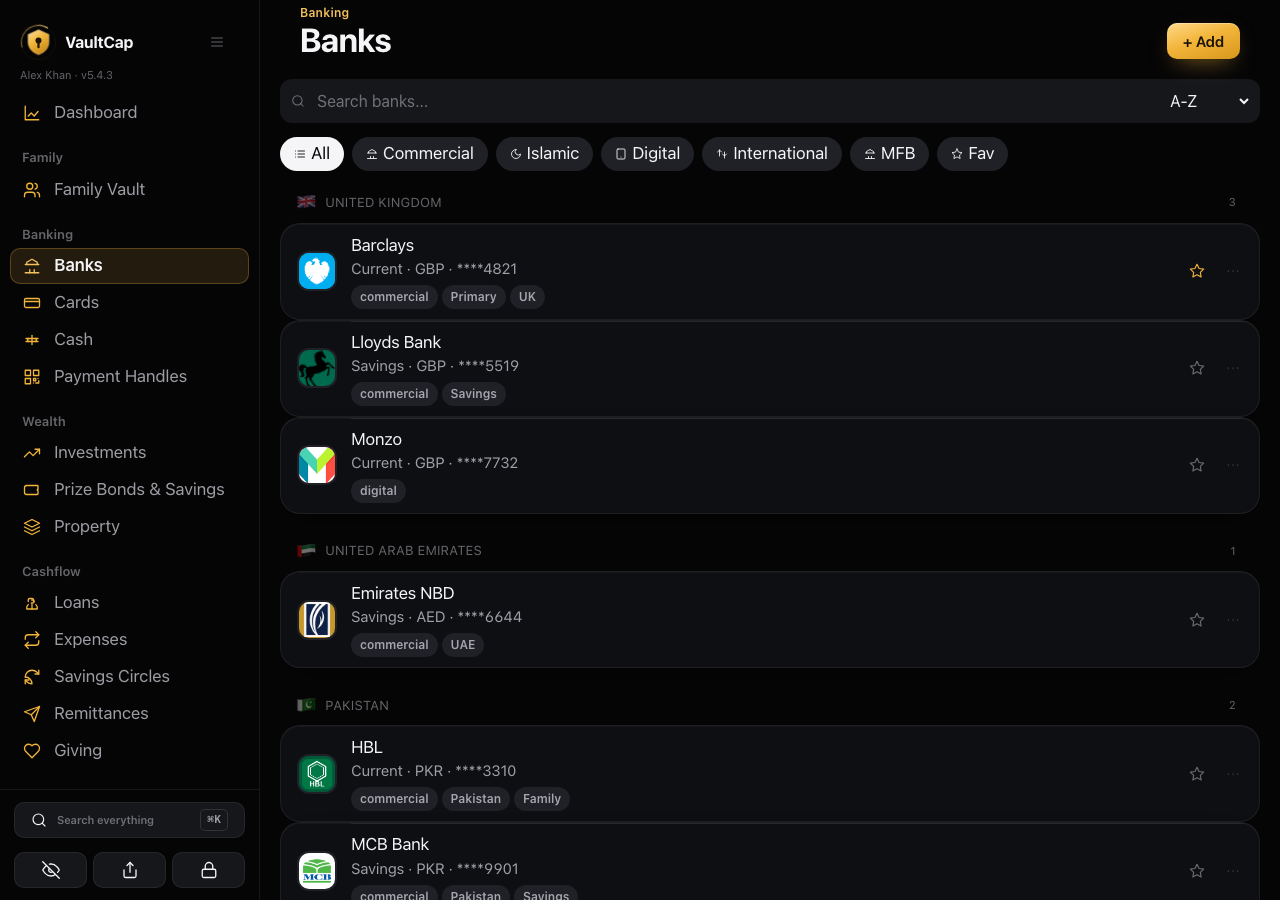 VaultCap
Alex Khan · v5.4.3
Dashboard
Family
Family Vault
Banking
Banks
Cards
Cash
Payment Handles
Wealth
Investments
Prize Bonds & Savings
Property
Cashflow
Loans
Expenses
Savings Circles
Remittances
Giving
Search everything ⌘K
Banking
Banks
+ Add
Search banks... A-Z
All Commercial Islamic Digital International MFB Fav
UNITED KINGDOM 3
Barclays
Current · GBP · ****4821
commercial Primary UK
Lloyds Bank
Savings · GBP · ****5519
commercial Savings
Monzo
Current · GBP · ****7732
digital
UNITED ARAB EMIRATES 1
Emirates NBD
Savings · AED · ****6644
commercial UAE
PAKISTAN 2
HBL
HBL
Current · PKR · ****3310
commercial Pakistan Family
MCB Bank
MCB
Savings · PKR · ****9901
commercial Pakistan Savings